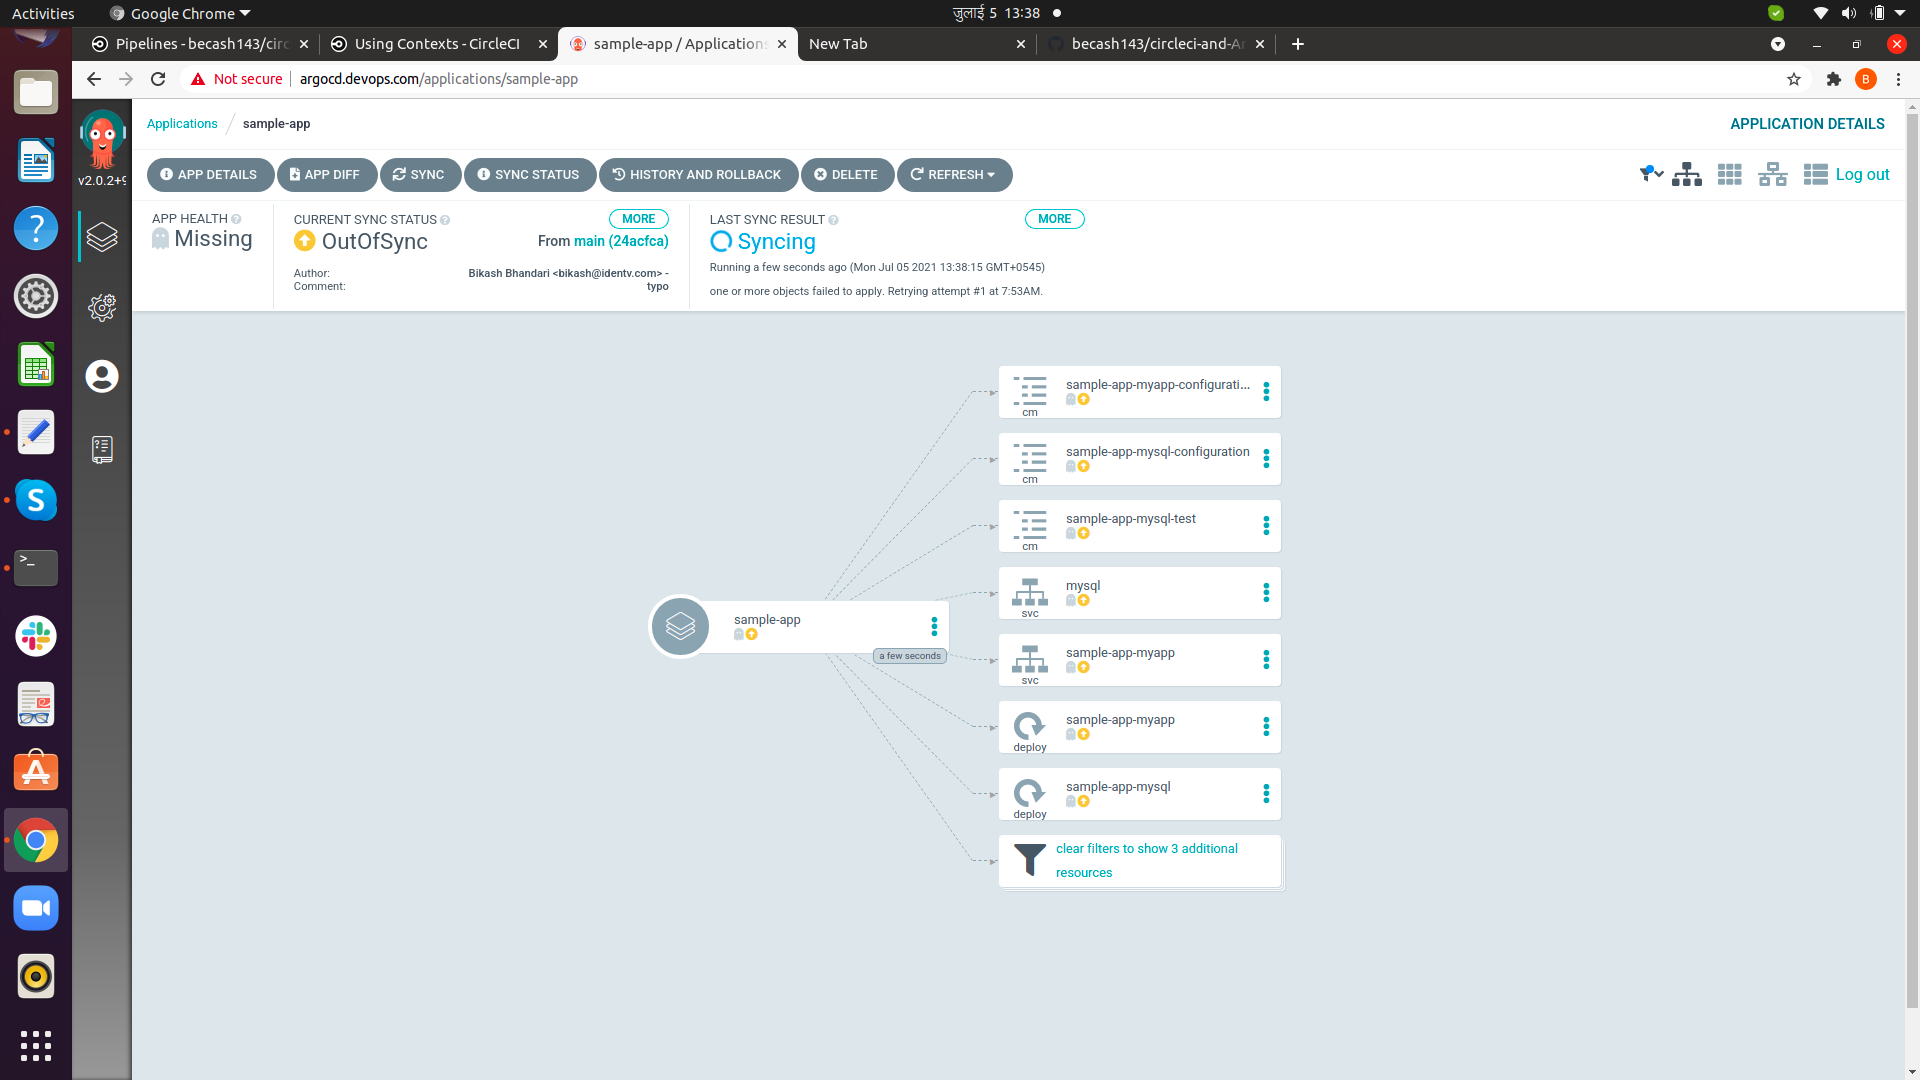 Activities
Google Chrome
जुलाई 5 13:38
Pipelines - becash143/circ
Using Contexts - CircleCI
sample-app / Applications
New Tab
becash143/circleci-and-Ar
Not secure
argocd.devops.com/applications/sample-app
B
v2.0.2+9
Applications
sample-app
APPLICATION DETAILS
APP DETAILS
APP DIFF
SYNC
SYNC STATUS
HISTORY AND ROLLBACK
DELETE
REFRESH
Log out
APP HEALTH
Missing
CURRENT SYNC STATUS
MORE
OutOfSync
From main (24acfca)
Author:
Bikash Bhandari <bikash@identv.com> -
Comment:
typo
LAST SYNC RESULT
MORE
Syncing
Running a few seconds ago (Mon Jul 05 2021 13:38:15 GMT+0545)
one or more objects failed to apply. Retrying attempt #1 at 7:53AM.
sample-app
a few seconds
sample-app-myapp-configurati...
cm
sample-app-mysql-configuration
cm
sample-app-mysql-test
cm
mysql
svc
sample-app-myapp
svc
sample-app-myapp
deploy
sample-app-mysql
deploy
clear filters to show 3 additional
resources